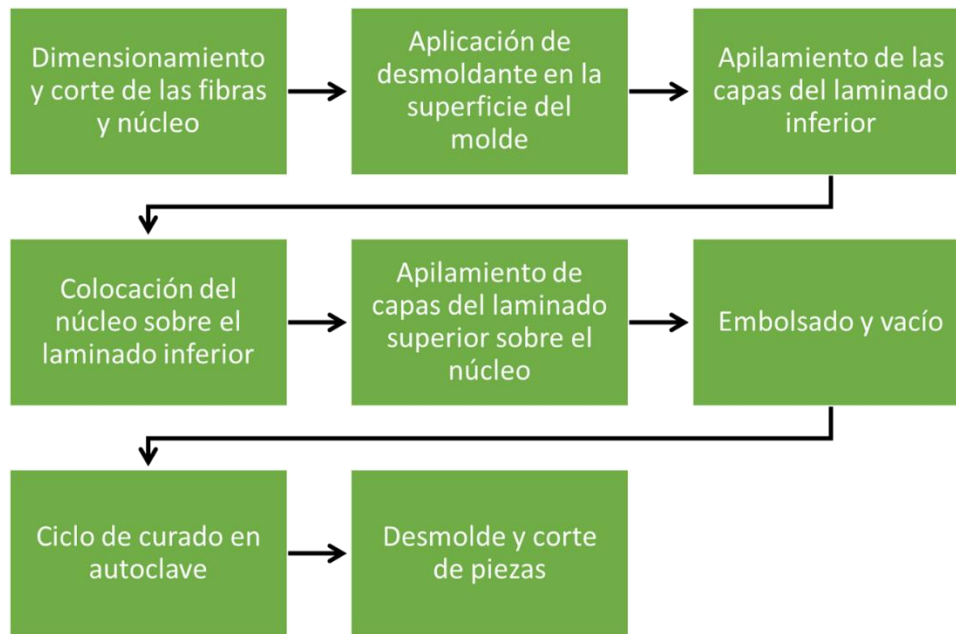 Dimensionamiento
y corte de las fibras
y núcleo
Aplicación de
desmoldante en la
superficie del
molde
Apilamiento de las
capas del laminado
inferior
Colocación del
núcleo sobre el
laminado inferior
Apilamiento de
capas del laminado
superior sobre el
núcleo
Embolsado y vacío
Ciclo de curado en
autoclave
Desmolde y corte
de piezas